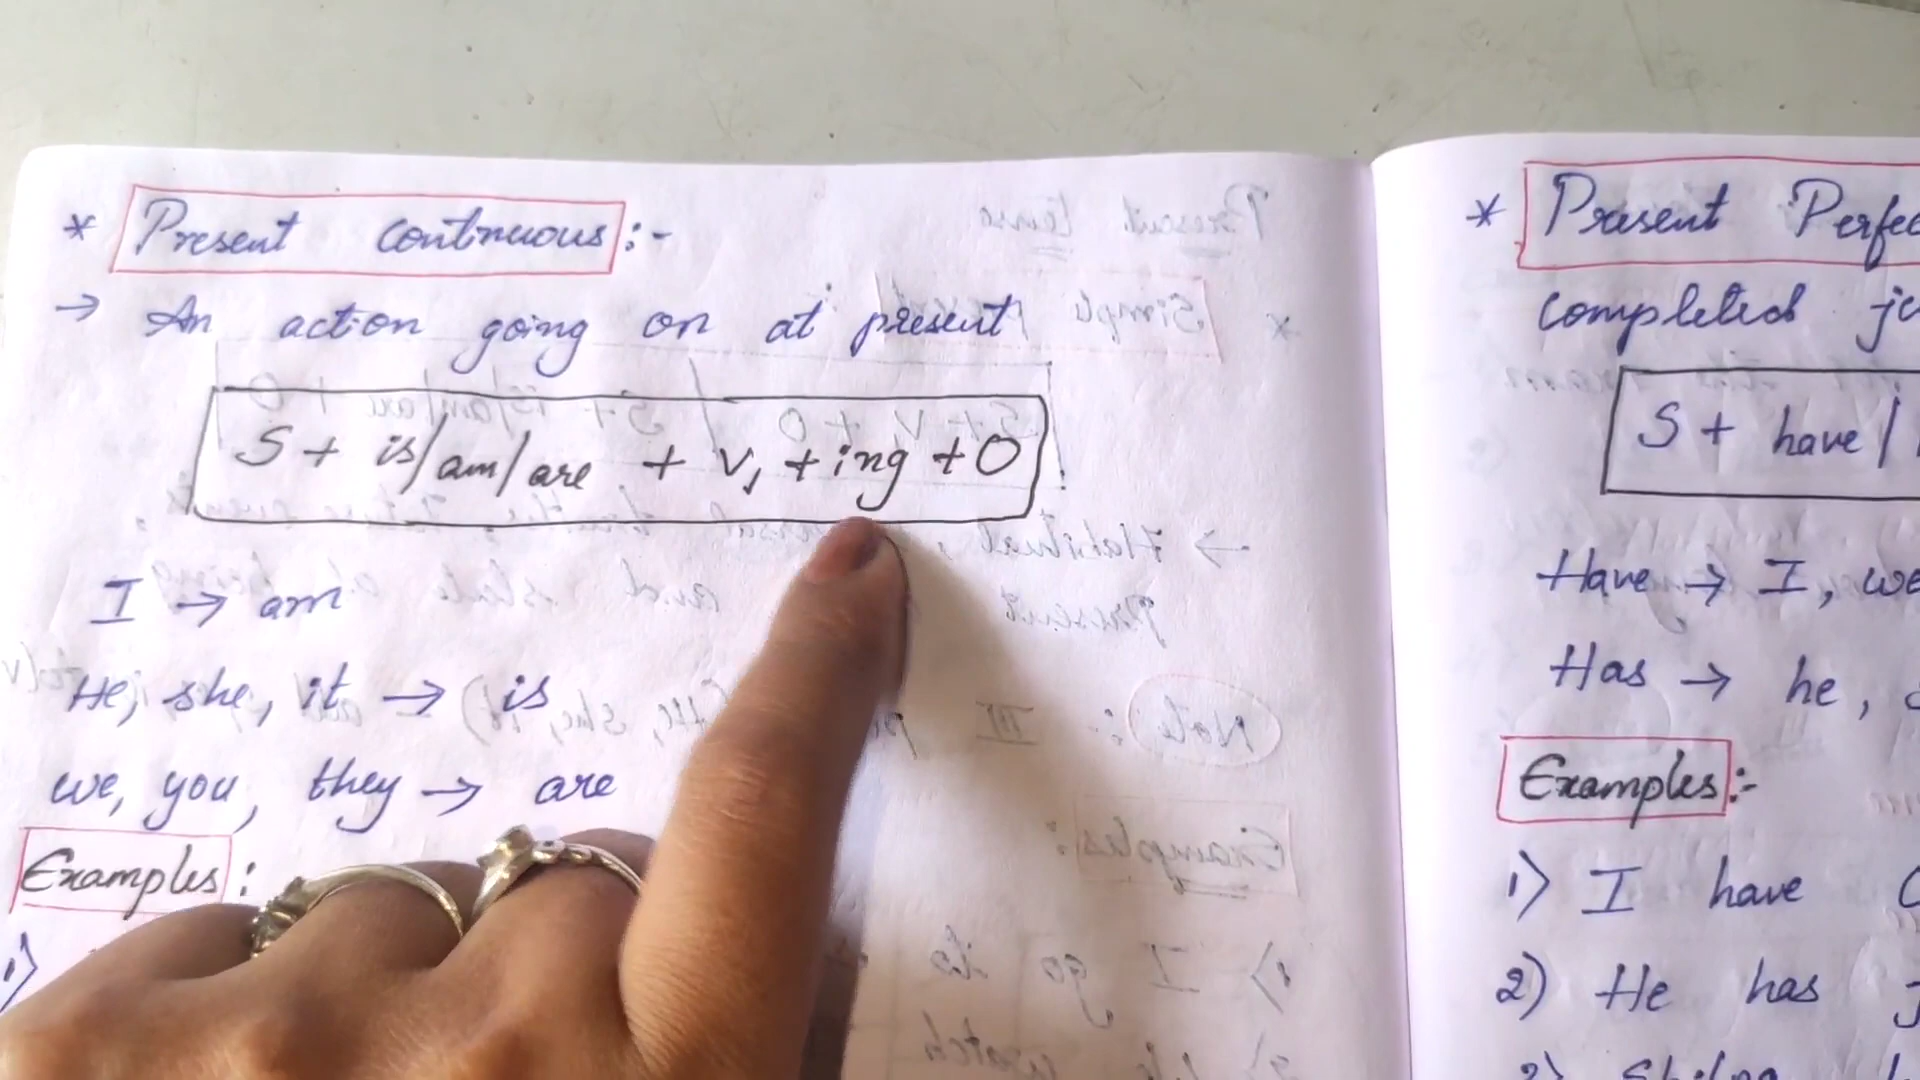 * Present continuous :-
→ An action going on at present
S + is/am/are + V1 + ing + O
I → am
He, she, it → is
we, you, they → are
Examples :
1)
* Present
completed
S + have /
Have → I, we
Has → he,
Examples :-
1) I have
2) He has